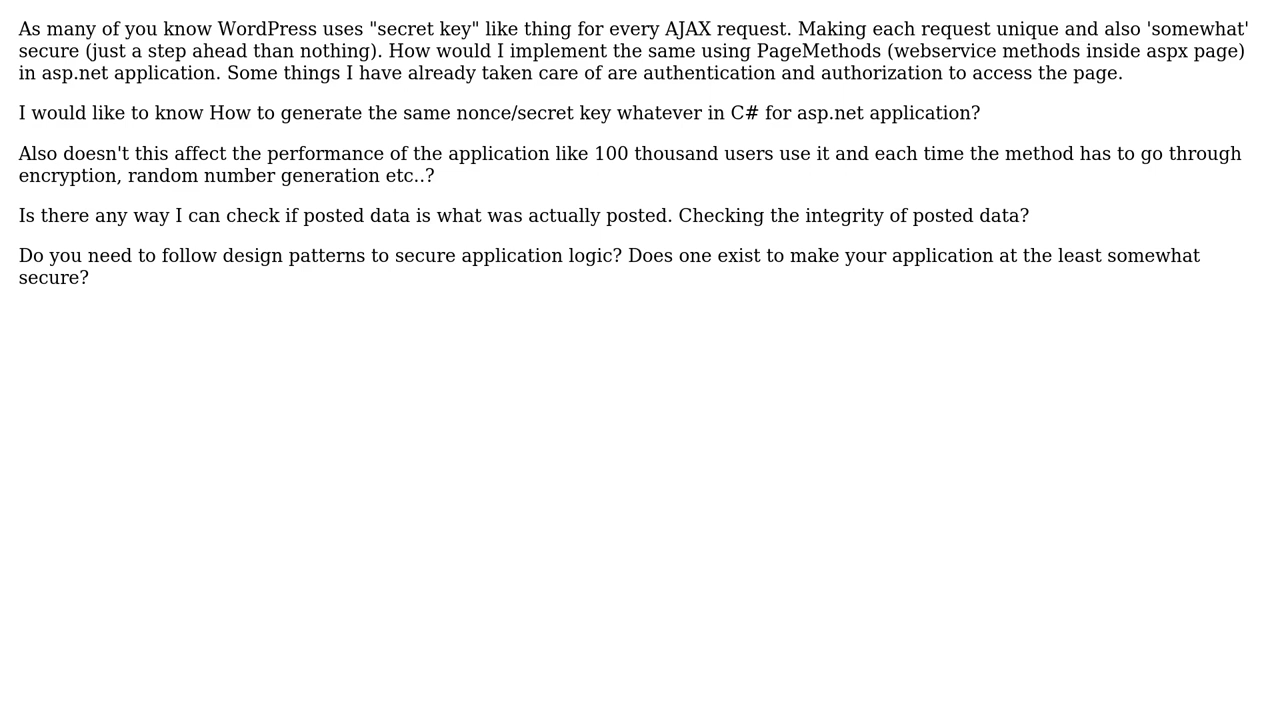 As many of you know WordPress uses "secret key" like thing for every AJAX request. Making each request unique and also 'somewhat'
secure (just a step ahead than nothing). How would I implement the same using PageMethods (webservice methods inside aspx page)
in asp.net application. Some things I have already taken care of are authentication and authorization to access the page.
I would like to know How to generate the same nonce/secret key whatever in C# for asp.net application?
Also doesn't this affect the performance of the application like 100 thousand users use it and each time the method has to go through
encryption, random number generation etc..?
Is there any way I can check if posted data is what was actually posted. Checking the integrity of posted data?
Do you need to follow design patterns to secure application logic? Does one exist to make your application at the least somewhat
secure?